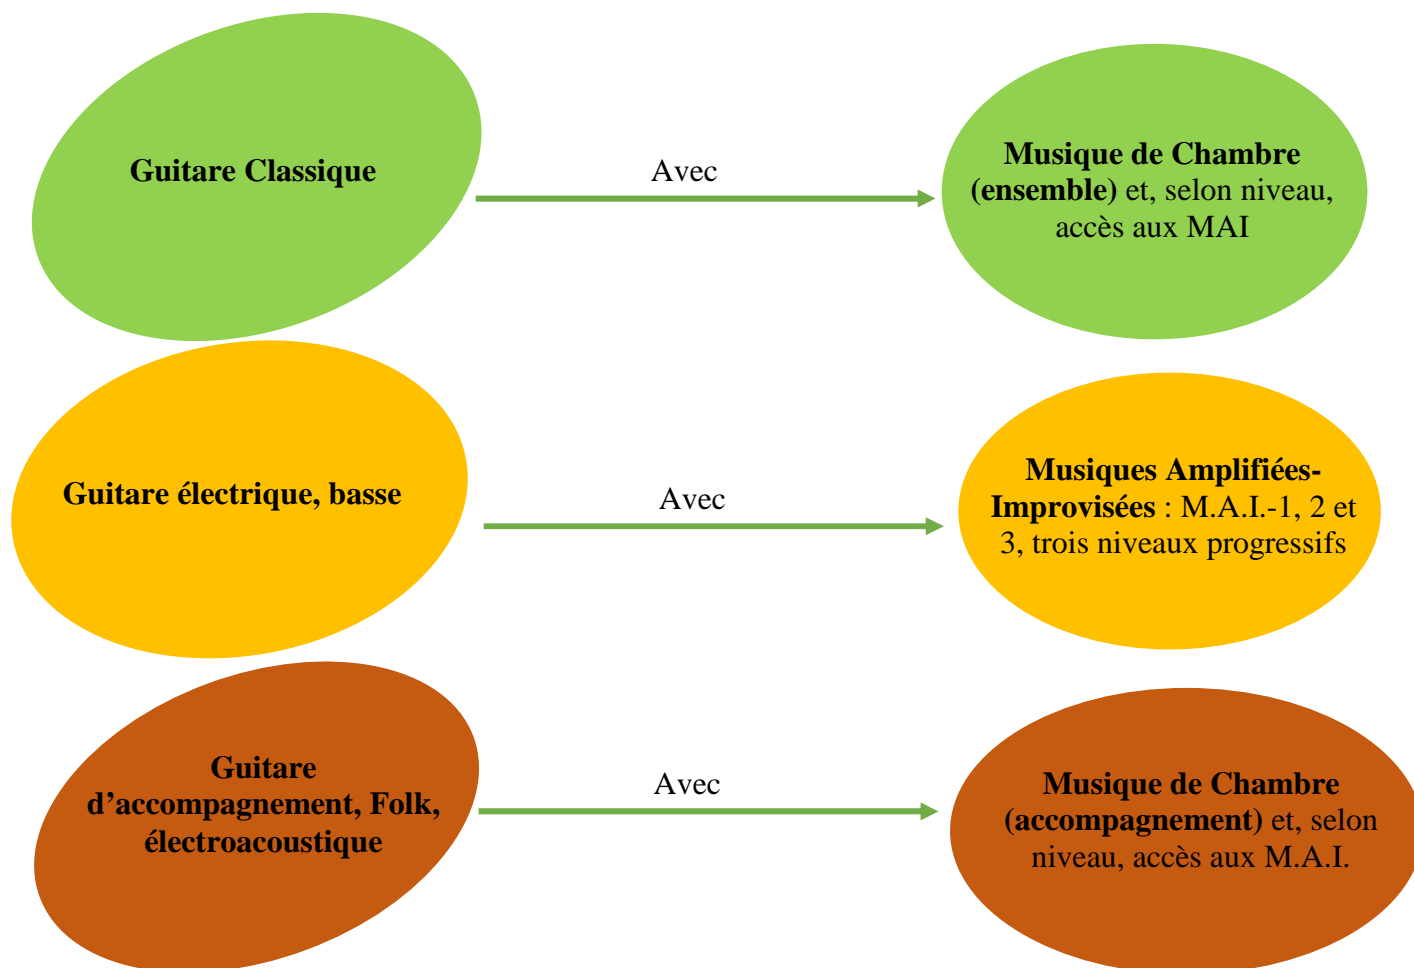 Guitare Classique
Avec
Musique de Chambre
(ensemble) et, selon niveau,
accès aux MAI
Guitare électrique, basse
Avec
Musiques Amplifiées-
Improvisées : M.A.I.-1, 2 et
3, trois niveaux progressifs
Guitare
d’accompagnement, Folk,
électroacoustique
Avec
Musique de Chambre
(accompagnement) et, selon
niveau, accès aux M.A.I.